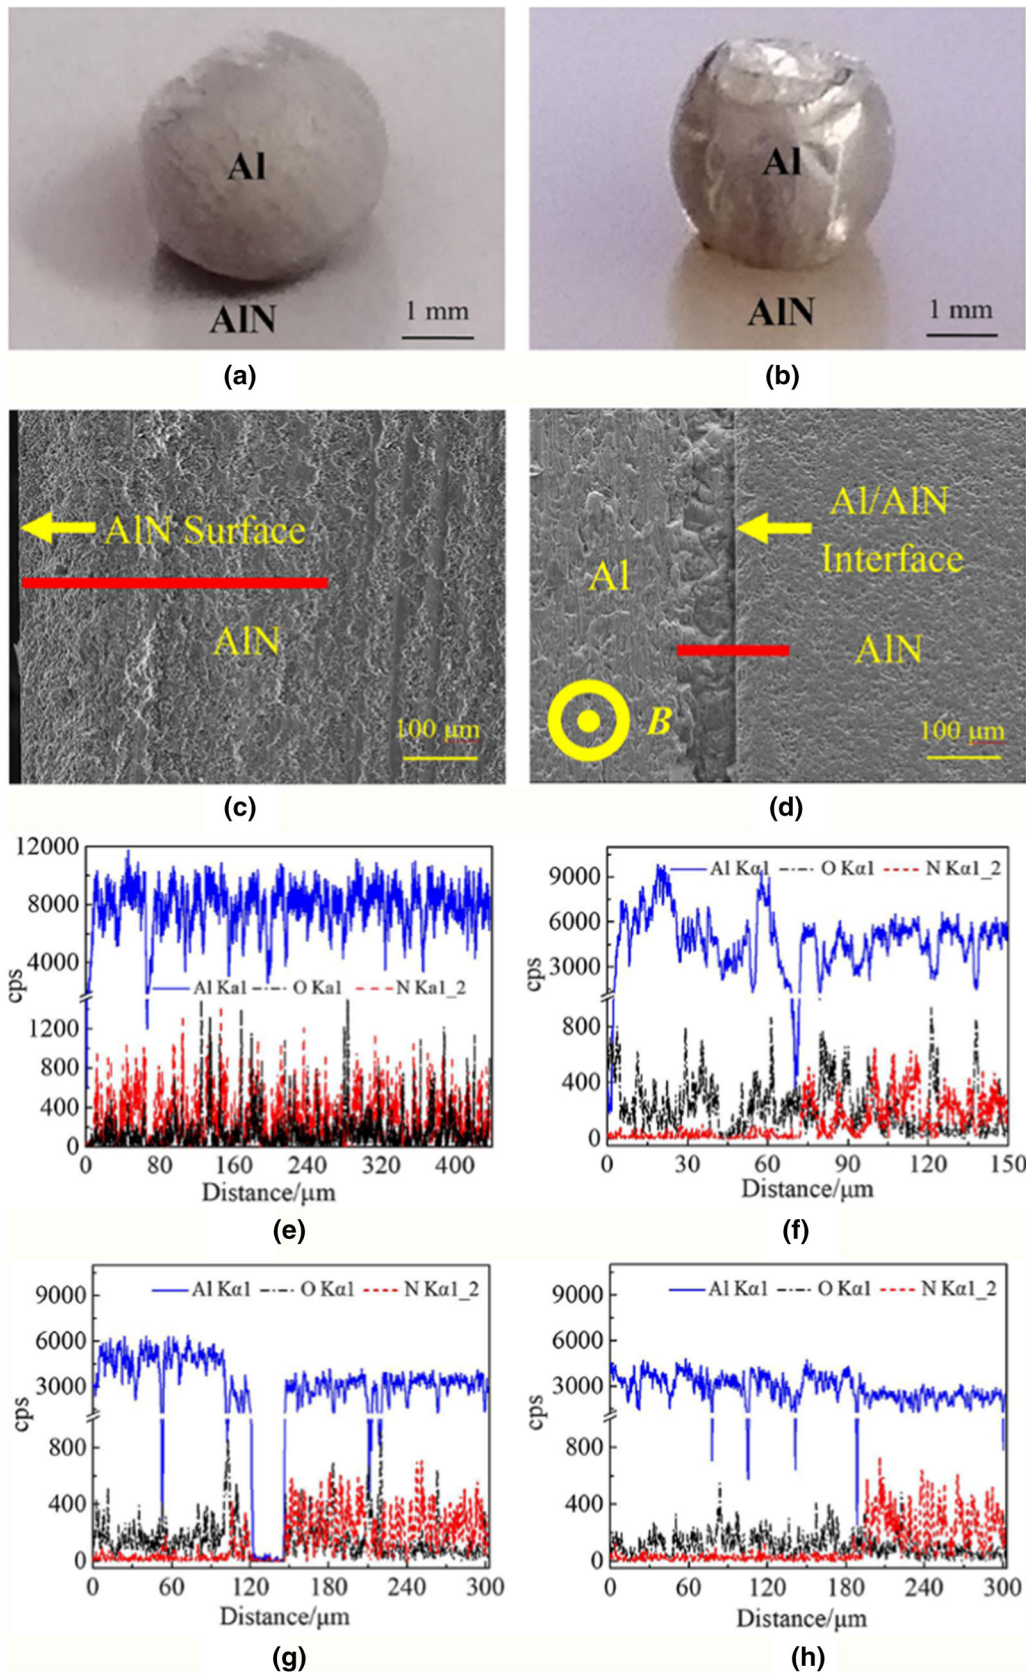 Al
AlN
1 mm
(a)
Al
AlN
1 mm
(b)
AlN Surface
AlN
100 μm
(c)
Al/AlN
Interface
Al
AlN
B
100 μm
(d)
12000
8000
4000
1200
800
400
0
cps
Al Ka1 O Ka1 N Ka1_2
0 80 160 240 320 400
Distance/μm
(e)
9000
6000
3000
800
400
0
cps
Al Kα1 O Kα1 N Kα1_2
0 30 60 90 120 150
Distance/μm
(f)
9000
6000
3000
800
400
0
cps
Al Kα1 O Kα1 N Kα1_2
0 60 120 180 240 300
Distance/μm
(g)
9000
6000
3000
800
400
0
cps
Al Kα1 O Kα1 N Kα1_2
0 60 120 180 240 300
Distance/μm
(h)